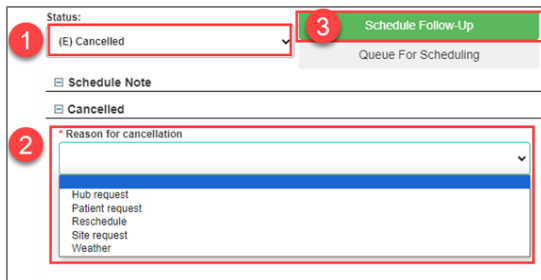 Status:
1
(E) Cancelled
3
Schedule Follow-Up
Queue For Scheduling
Schedule Note
Cancelled
2
* Reason for cancellation
Hub request
Patient request
Reschedule
Site request
Weather